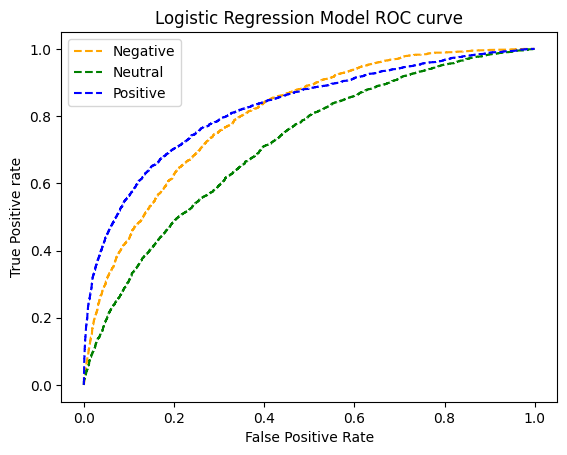 Logistic Regression Model ROC curve
Negative
Neutral
Positive
1.0
0.8
0.6
0.4
0.2
0.0
True Positive rate
0.0 0.2 0.4 0.6 0.8 1.0
False Positive Rate